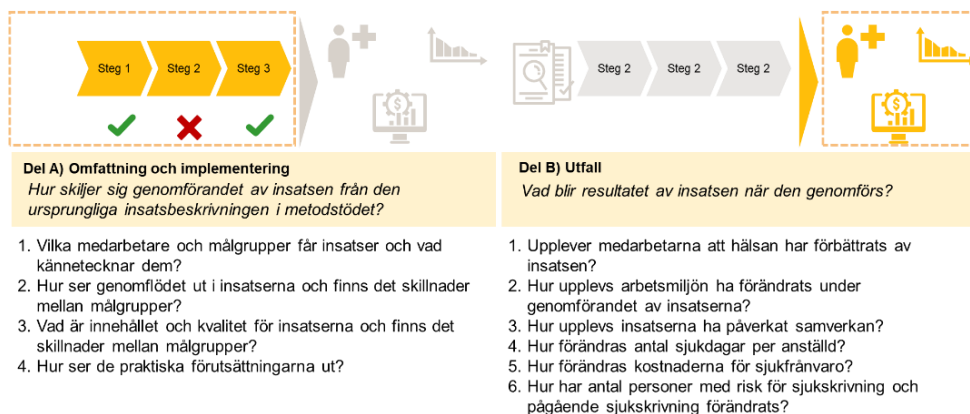 Steg 1
Steg 2
Steg 3
Del A) Omfattning och implementering
Hur skiljer sig genomförandet av insatsen från den
ursprungliga insatsbeskrivningen i metodstödet?
1. Vilka medarbetare och målgrupper får insatser och vad
kännetecknar dem?
2. Hur ser genomflödet ut i insatserna och finns det skillnader
mellan målgrupper?
3. Vad är innehållet och kvalitet för insatserna och finns det
skillnader mellan målgrupper?
4. Hur ser de praktiska förutsättningarna ut?
$
Steg 2
Steg 2
Steg 2
$
Del B) Utfall
Vad blir resultatet av insatsen när den genomförs?
1. Upplever medarbetarna att hälsan har förbättrats av
insatsen?
2. Hur upplevs arbetsmiljön ha förändrats under
genomförandet av insatserna?
3. Hur upplevs insatserna ha påverkat samverkan?
4. Hur förändras antal sjukdagar per anställd?
5. Hur förändras kostnaderna för sjukfrånvaro?
6. Hur har antal personer med risk för sjukskrivning och
pågående sjukskrivning förändrats?